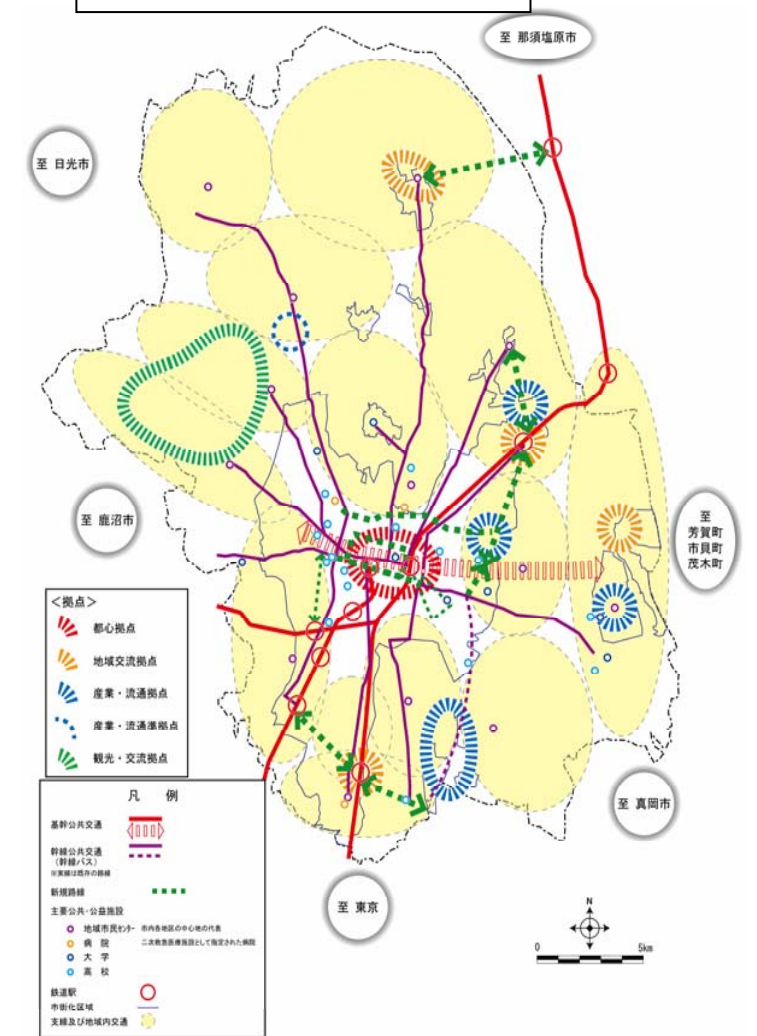 至 那須塩原市
至 日光市
至 鹿沼市
至
芳賀町
市貝町
茂木町
<拠点>
都心拠点
地域交流拠点
産業・流通拠点
産業・流通準拠点
観光・交流拠点
凡 例
基幹公共交通
幹線公共交通
(幹線バス)
※実線は既存の路線
新規路線
主要公共・公益施設
地域市民センター 市内各地区の中心地の代表
病 院 二次救急医療施設として指定された病院
大 学
高 校
鉄道駅
市街化区域
支線及び地域内交通
至 真岡市
至 東京
N
0 5km